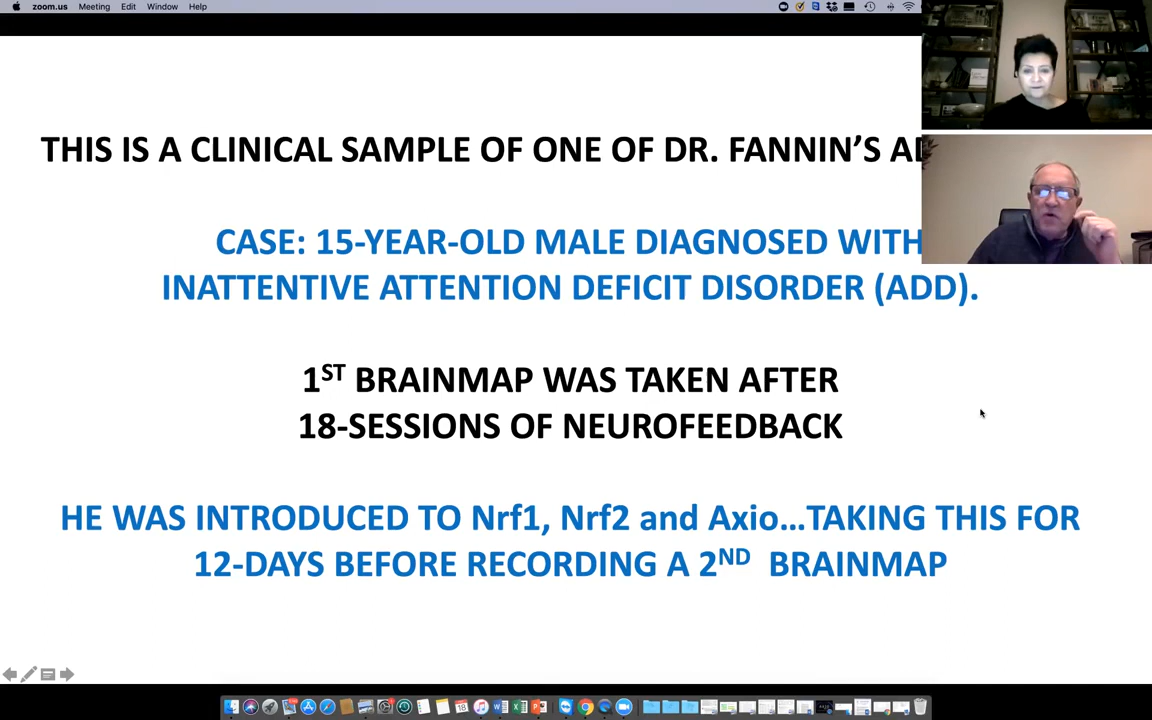 zoom.us Meeting Edit Window Help
THIS IS A CLINICAL SAMPLE OF ONE OF DR. FANNIN'S
CASE: 15-YEAR-OLD MALE DIAGNOSED WITH
INATTENTIVE ATTENTION DEFICIT DISORDER (ADD).
1ST BRAINMAP WAS TAKEN AFTER
18-SESSIONS OF NEUROFEEDBACK
HE WAS INTRODUCED TO Nrf1, Nrf2 and Axio...TAKING THIS FOR
12-DAYS BEFORE RECORDING A 2ND BRAINMAP